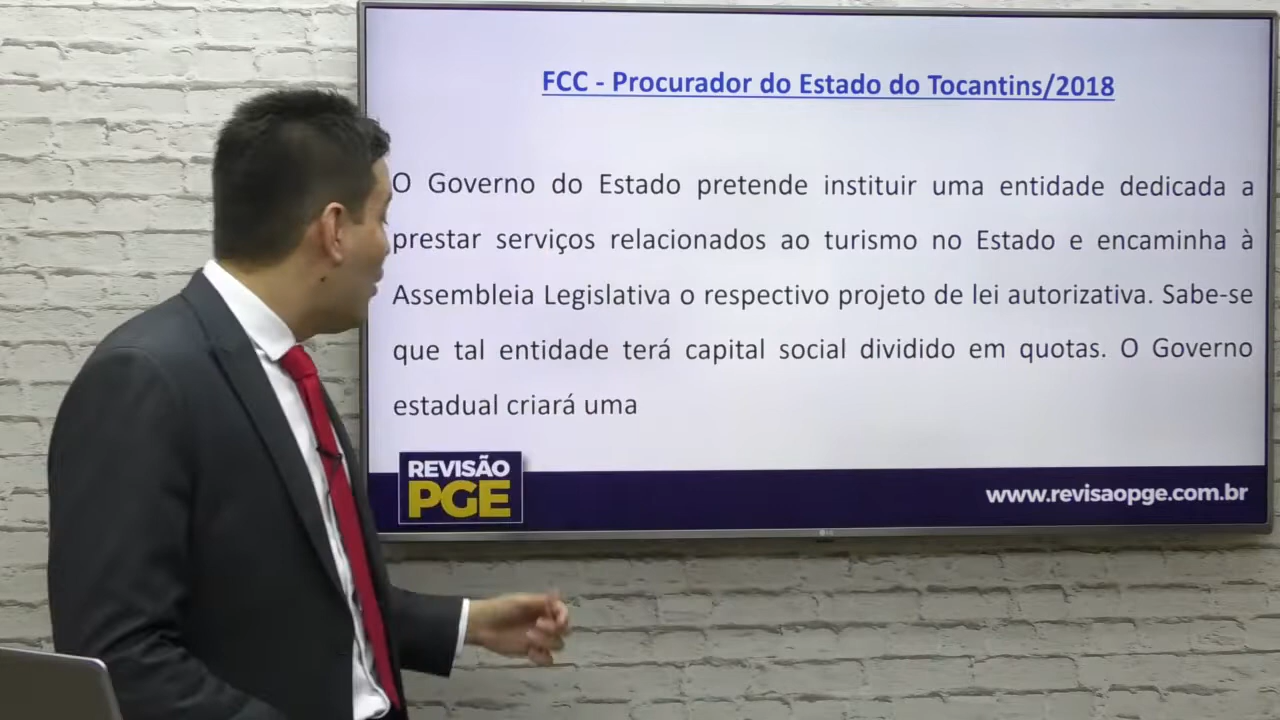 FCC - Procurador do Estado do Tocantins/2018
O Governo do Estado pretende instituir uma entidade dedicada a
prestar serviços relacionados ao turismo no Estado e encaminha à
Assembleia Legislativa o respectivo projeto de lei autorizativa. Sabe-se
que tal entidade terá capital social dividido em quotas. O Governo
estadual criará uma
REVISÃO
PGE
www.revisaopge.com.br
LG